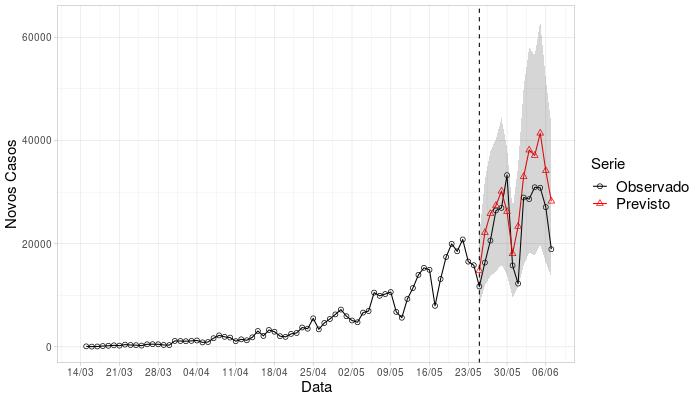 60000
40000
20000
0
Novos Casos
14/03 21/03 28/03 04/04 11/04 18/04 25/04 02/05 09/05 16/05 23/05 30/05 06/06
Data
Serie
Observado
Previsto